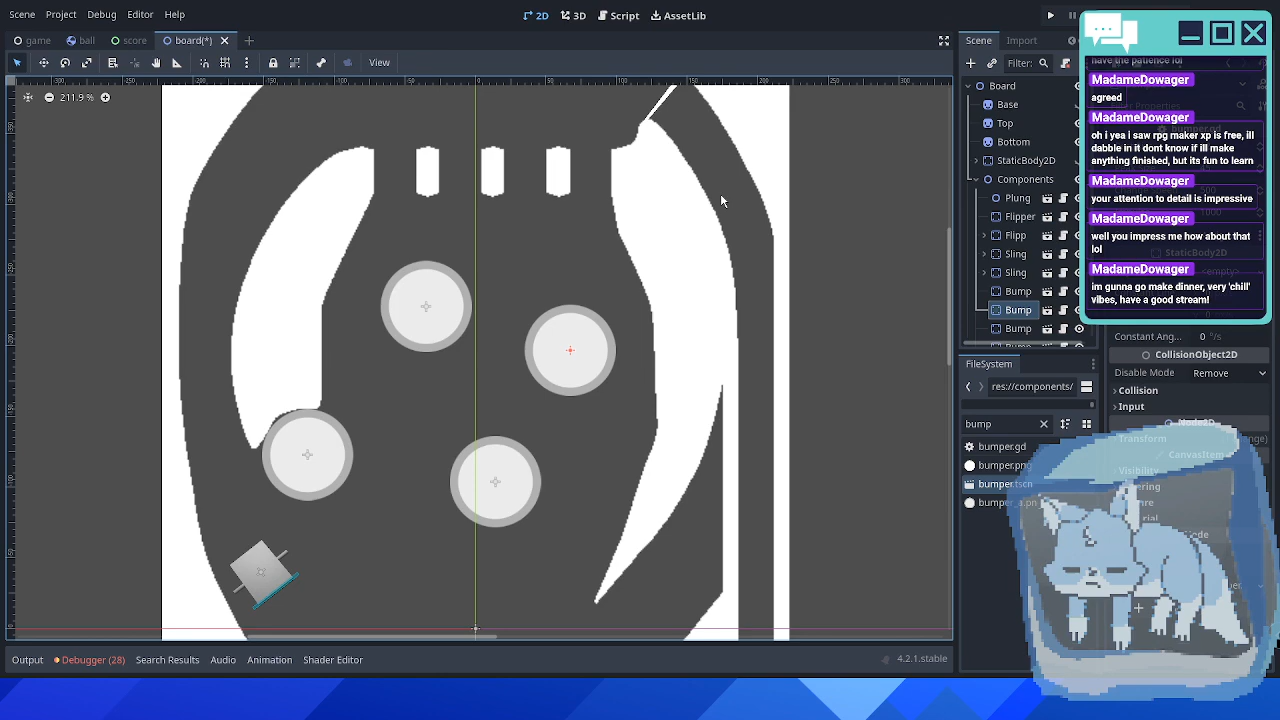 Scene Project Debug Editor Help
2D 3D Script AssetLib
game ball score board(*)
Scene Import
View
Filter:
211.9 %
Board
Base
Top
Bottom
StaticBody2D
Components
Plung
Flipper
Flipp
Sling
Sling
Bump
Bump
Bump
FileSystem
res://components/
bump
bumper.gd
bumper.png
bumper.tscn
MadameDowager
agreed
MadameDowager
oh i yea i saw rpg maker xp is free, ill
dabble in it dont know if ill make
anything finished, but its fun to learn
MadameDowager
your attention to detail is impressive
MadameDowager
well you impress me how about that
lol
MadameDowager
im gunna go make dinner, very 'chill'
vibes, have a good stream!
Constant Ang... 0 °/s
CollisionObject2D
Disable Mode Remove
Collision
Input
Node2D
Transform
CanvasItem
Visibility
Output Debugger (28) Search Results Audio Animation Shader Editor
4.2.1.stable